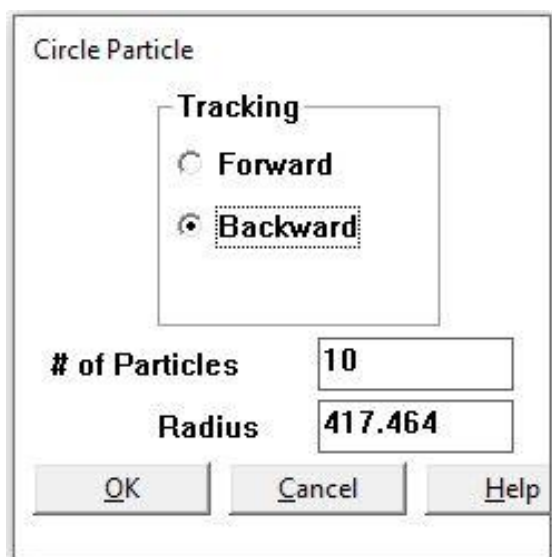 Circle Particle
Tracking
Forward
Backward
# of Particles 10
Radius 417.464
OK Cancel Help